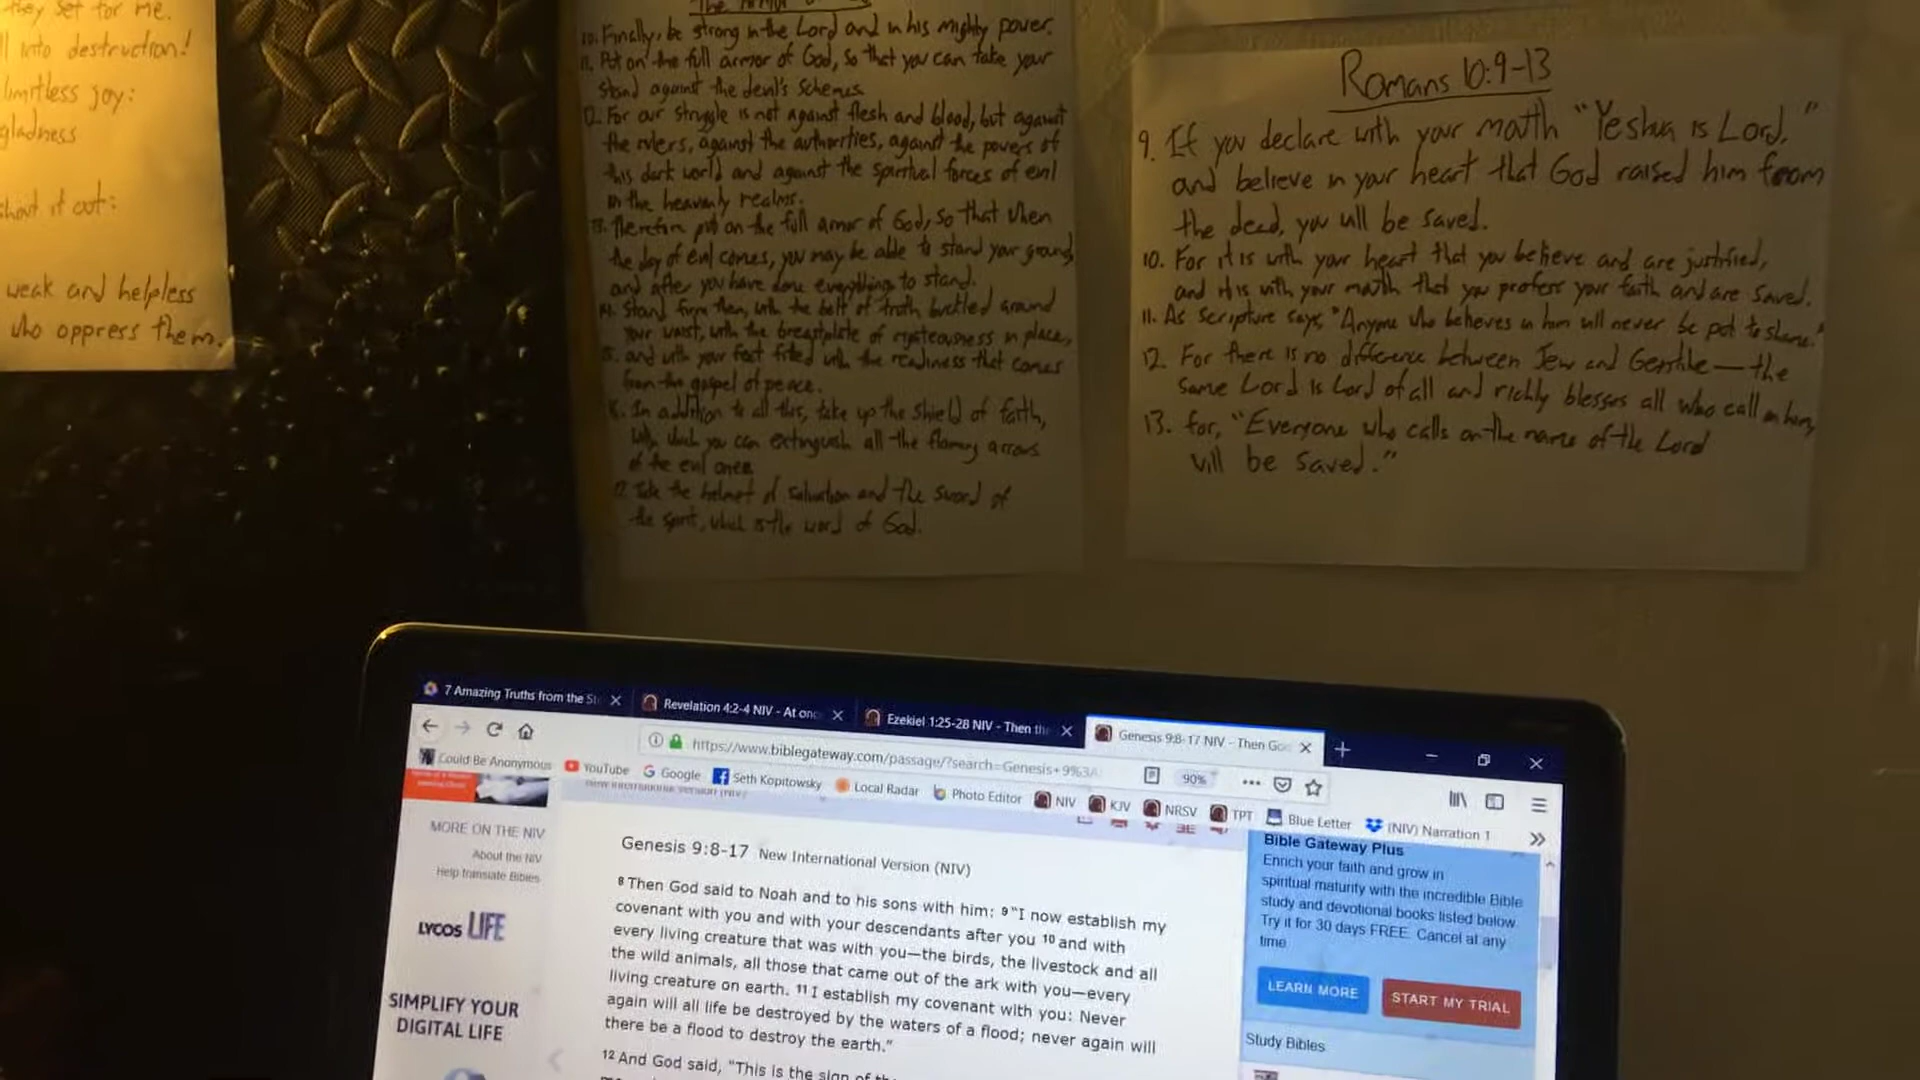 they set for me.
into destruction!
limitless joy:
gladness
shout it out:
weak and helpless
who oppress them.
The
10. Finally, be strong in the Lord and in his mighty power.
11. Put on the full armor of God, so that you can take your
stand against the devil's schemes.
12. For our struggle is not against flesh and blood, but against
the rulers, against the authorities, against the powers of
this dark world and against the spiritual forces of evil
in the heavenly realms.
13. Therefore put on the full armor of God, so that when
the day of evil comes, you may be able to stand your ground,
and after you have done everything to stand.
14. Stand firm then, with the belt of truth buckled around
your waist, with the breastplate of righteousness in place,
15. and with your feet fitted with the readiness that comes
from the gospel of peace.
16. In addition to all this, take up the shield of faith,
with which you can extinguish all the flaming arrows
of the evil one.
17. Take the helmet of salvation and the sword of
the spirit, which is the word of God.
Romans 10:9-13
9. If you declare with your mouth "Yeshua is Lord,"
and believe in your heart that God raised him from
the dead, you will be saved.
10. For it is with your heart that you believe and are justified,
and it is with your mouth that you profess your faith and are saved.
11. As Scripture says, "Anyone who believes in him will never be put to shame."
12. For there is no difference between Jew and Gentile—the
same Lord is Lord of all and richly blesses all who call on him,
13. for, "Everyone who calls on the name of the Lord
will be saved."
7 Amazing Truths from the St
Revelation 4:2-4 NIV - At onc
Ezekiel 1:25-28 NIV - Then the
Genesis 9:8-17 NIV - Then Go
https://www.biblegateway.com/passage/?search=Genesis+9%3A
90%
Could Be Anonymous
YouTube
Google
Seth Kopitowsky
Local Radar
Photo Editor
NIV
KJV
NRSV
TPT
Blue Letter
(NIV) Narration 1
New International Version (NIV)
MORE ON THE NIV
About the NIV
Help translate Bibles
LYCOS LIFE
SIMPLIFY YOUR
DIGITAL LIFE
Genesis 9:8-17 New International Version (NIV)
8 Then God said to Noah and to his sons with him: 9 "I now establish my
covenant with you and with your descendants after you 10 and with
every living creature that was with you—the birds, the livestock and all
the wild animals, all those that came out of the ark with you—every
living creature on earth. 11 I establish my covenant with you: Never
again will all life be destroyed by the waters of a flood; never again will
there be a flood to destroy the earth."
12 And God said, "This is the sign of th
Bible Gateway Plus
Enrich your faith and grow in
spiritual maturity with the incredible Bible
study and devotional books listed below.
Try it for 30 days FREE. Cancel at any
time.
LEARN MORE
START MY TRIAL
Study Bibles